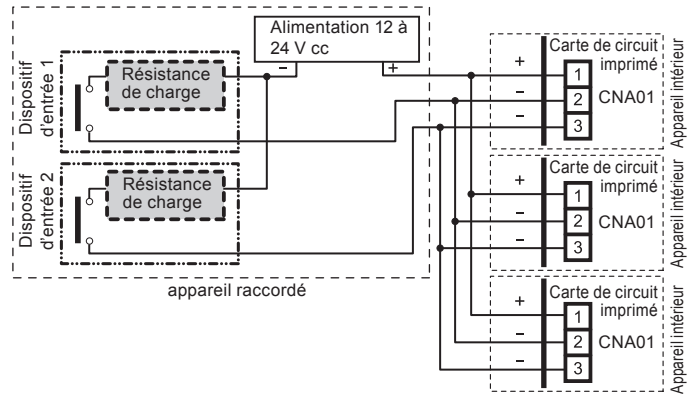 Alimentation 12 à
24 V cc
–
+
Dispositif
d'entrée 1
Résistance
de charge
Dispositif
d'entrée 2
Résistance
de charge
appareil raccordé
Carte de circuit
imprimé
+
–
–
1
2
3
CNA01
Appareil intérieur
Carte de circuit
imprimé
+
–
–
1
2
3
CNA01
Appareil intérieur
Carte de circuit
imprimé
+
–
–
1
2
3
CNA01
Appareil intérieur